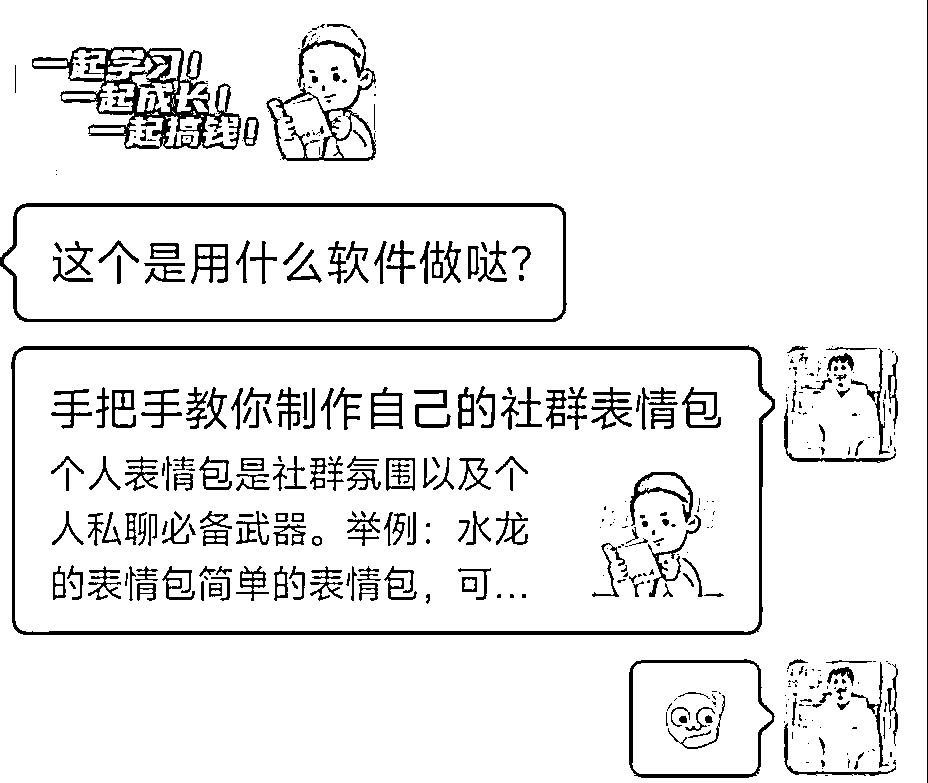 一起学习！
一起成长！
一起搞钱！
这个是用什么软件做哒？
手把手教你制作自己的社群表情包
个人表情包是社群氛围以及个
人私聊必备武器。举例：水龙
的表情包简单的表情包，可...